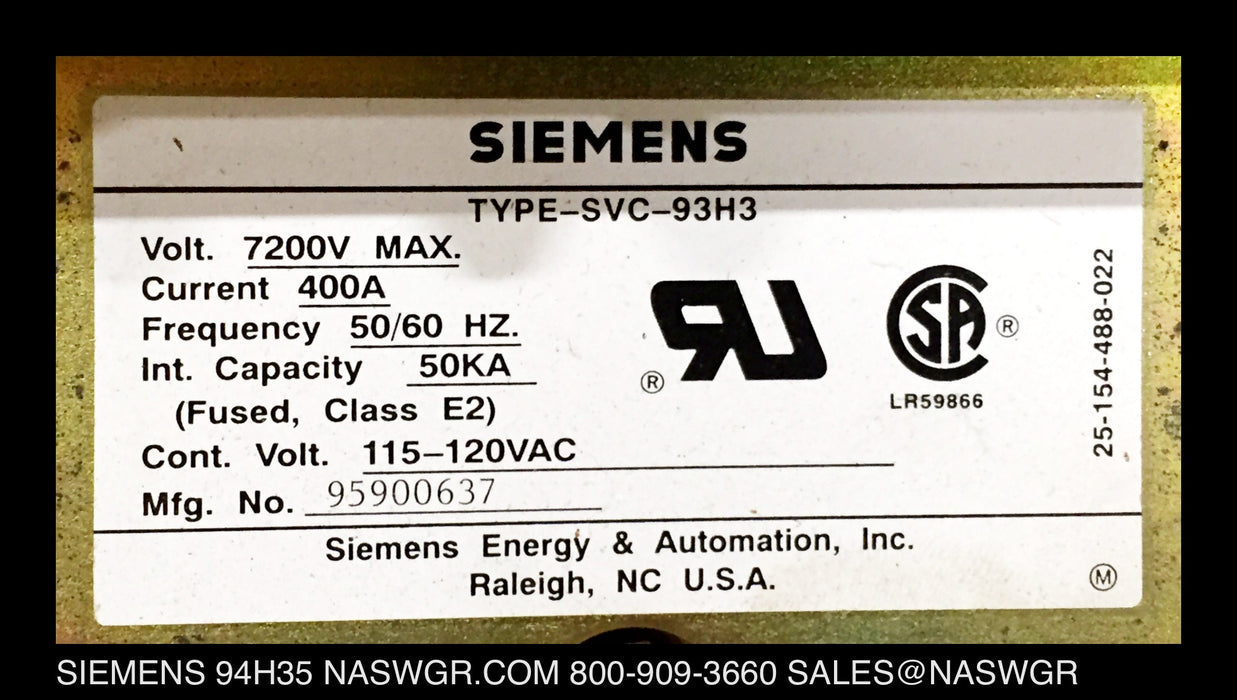 SIEMENS
TYPE-SVC-93H3
Volt. 7200V MAX.
Current 400A
Frequency 50/60 HZ.
Int. Capacity 50KA
(Fused, Class E2)
Cont. Volt. 115-120VAC
Mfg. No. 95900637
RU
®
SA
®
LR59866
25-154-488-022
Siemens Energy & Automation, Inc.
Raleigh, NC U.S.A.
M
SIEMENS 94H35 NASWGR.COM 800-909-3660 SALES@NASWGR